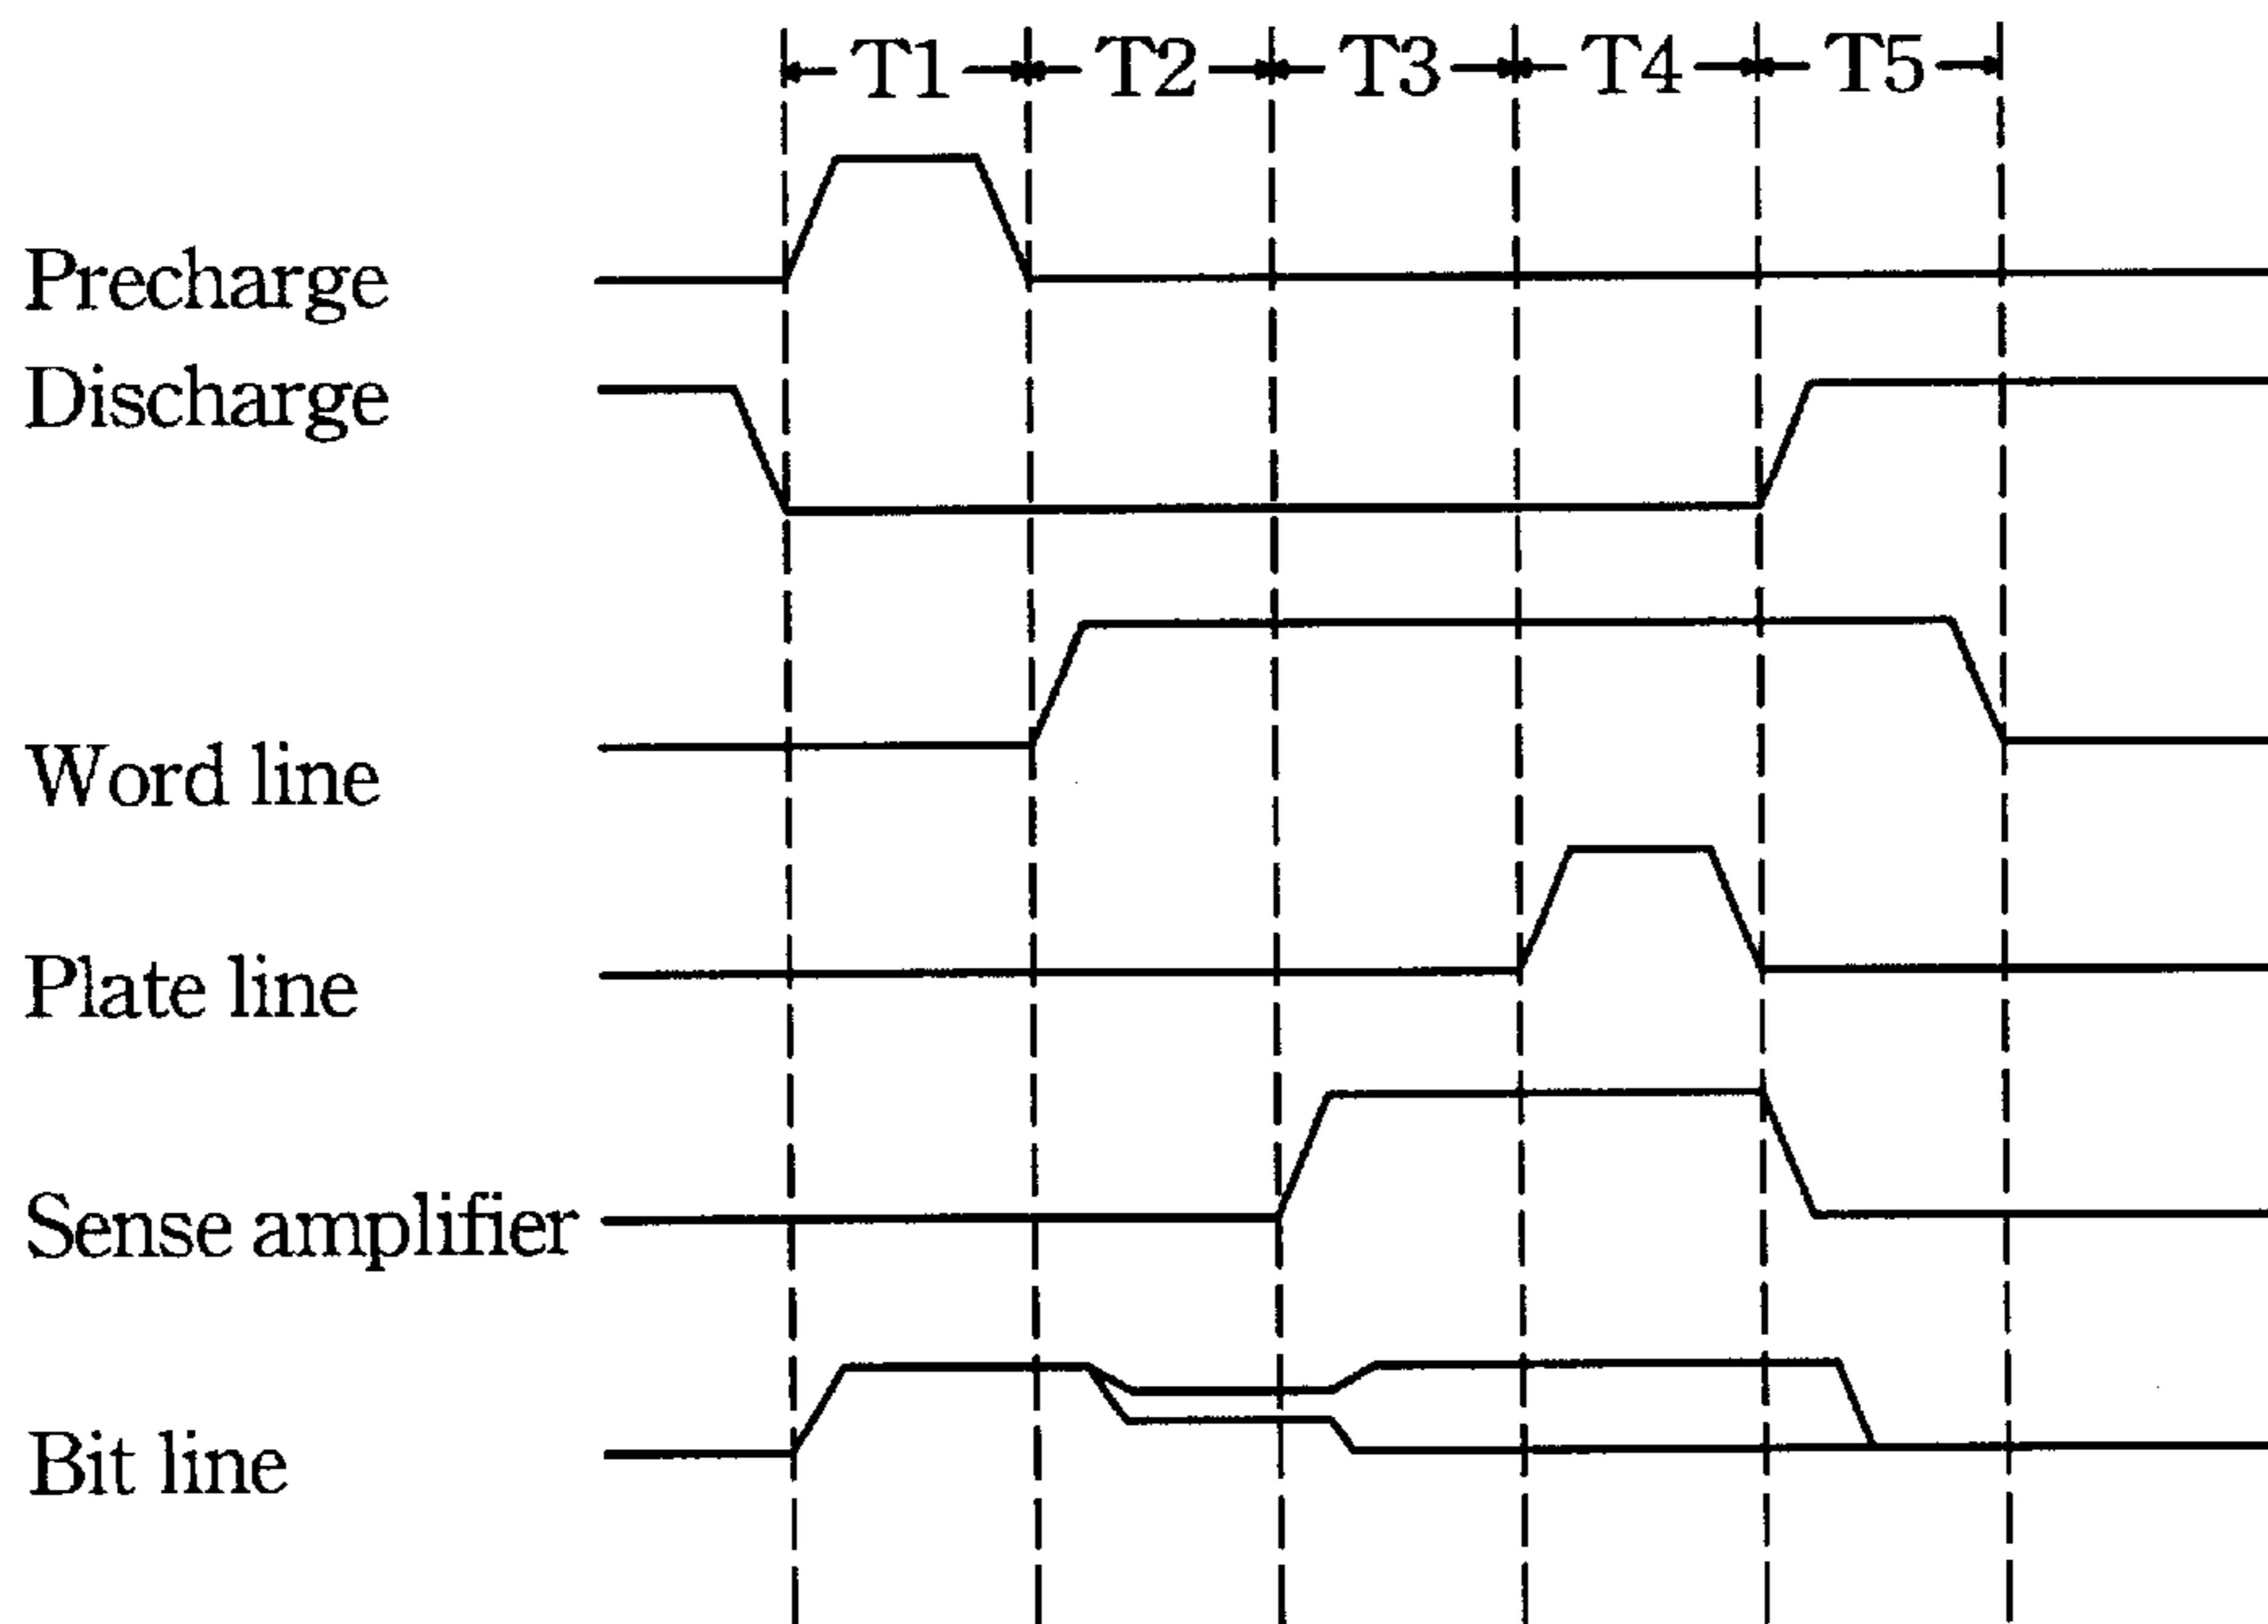 T1 T2 T3 T4 T5
Precharge
Discharge
Word line
Plate line
Sense amplifier
Bit line